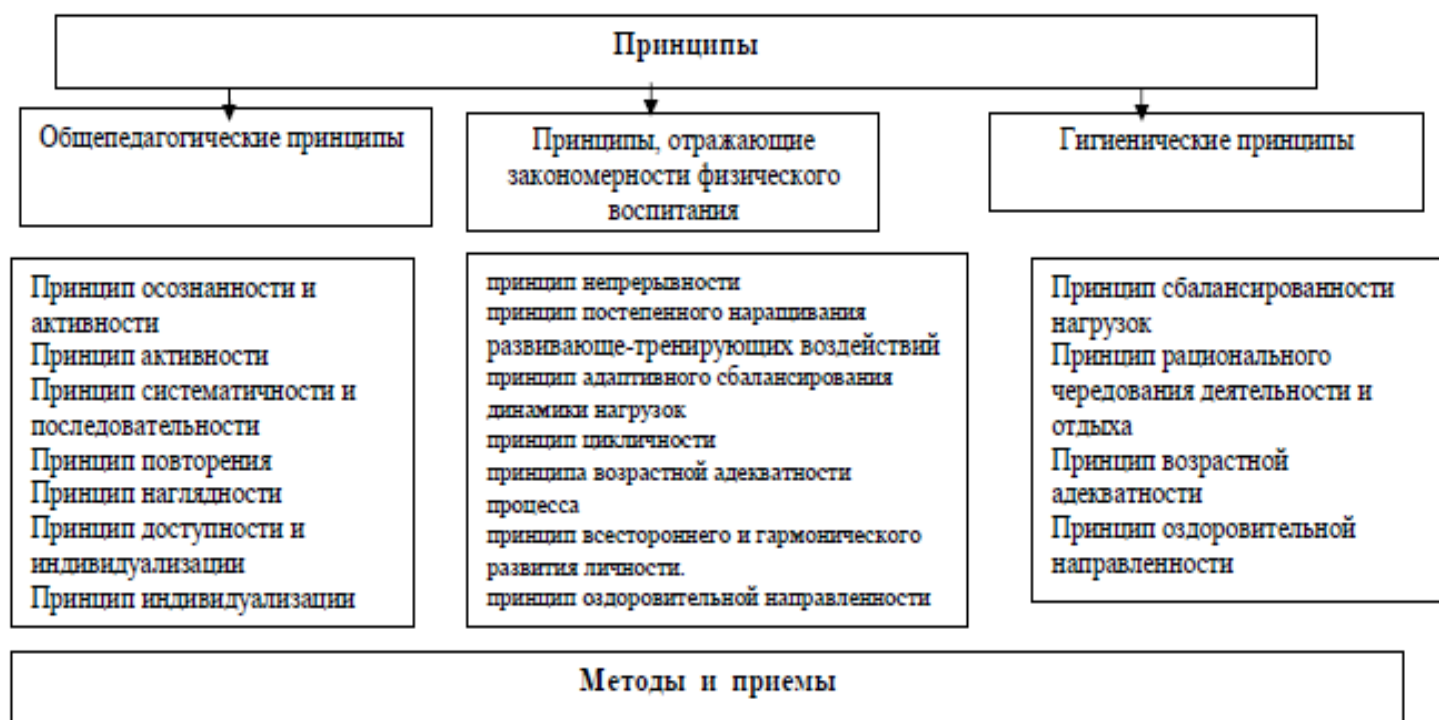 Принципы
Общепедагогические принципы
Принципы, отражающие
закономерности физического
воспитания
Гигиенические принципы
Принцип осознанности и
активности
Принцип активности
Принцип систематичности и
последовательности
Принцип повторения
Принцип наглядности
Принцип доступности и
индивидуализации
Принцип индивидуализации
принцип непрерывности
принцип постепенного наращивания
развивающе-тренирующих воздействий
принцип адаптивного сбалансирования
динамики нагрузок
принцип цикличности
принципа возрастной адекватности
процесса
принцип всестороннего и гармонического
развития личности.
принцип оздоровительной направленности
Принцип сбалансированности
нагрузок
Принцип рационального
чередования деятельности и
отдыха
Принцип возрастной
адекватности
Принцип оздоровительной
направленности
Методы и приемы